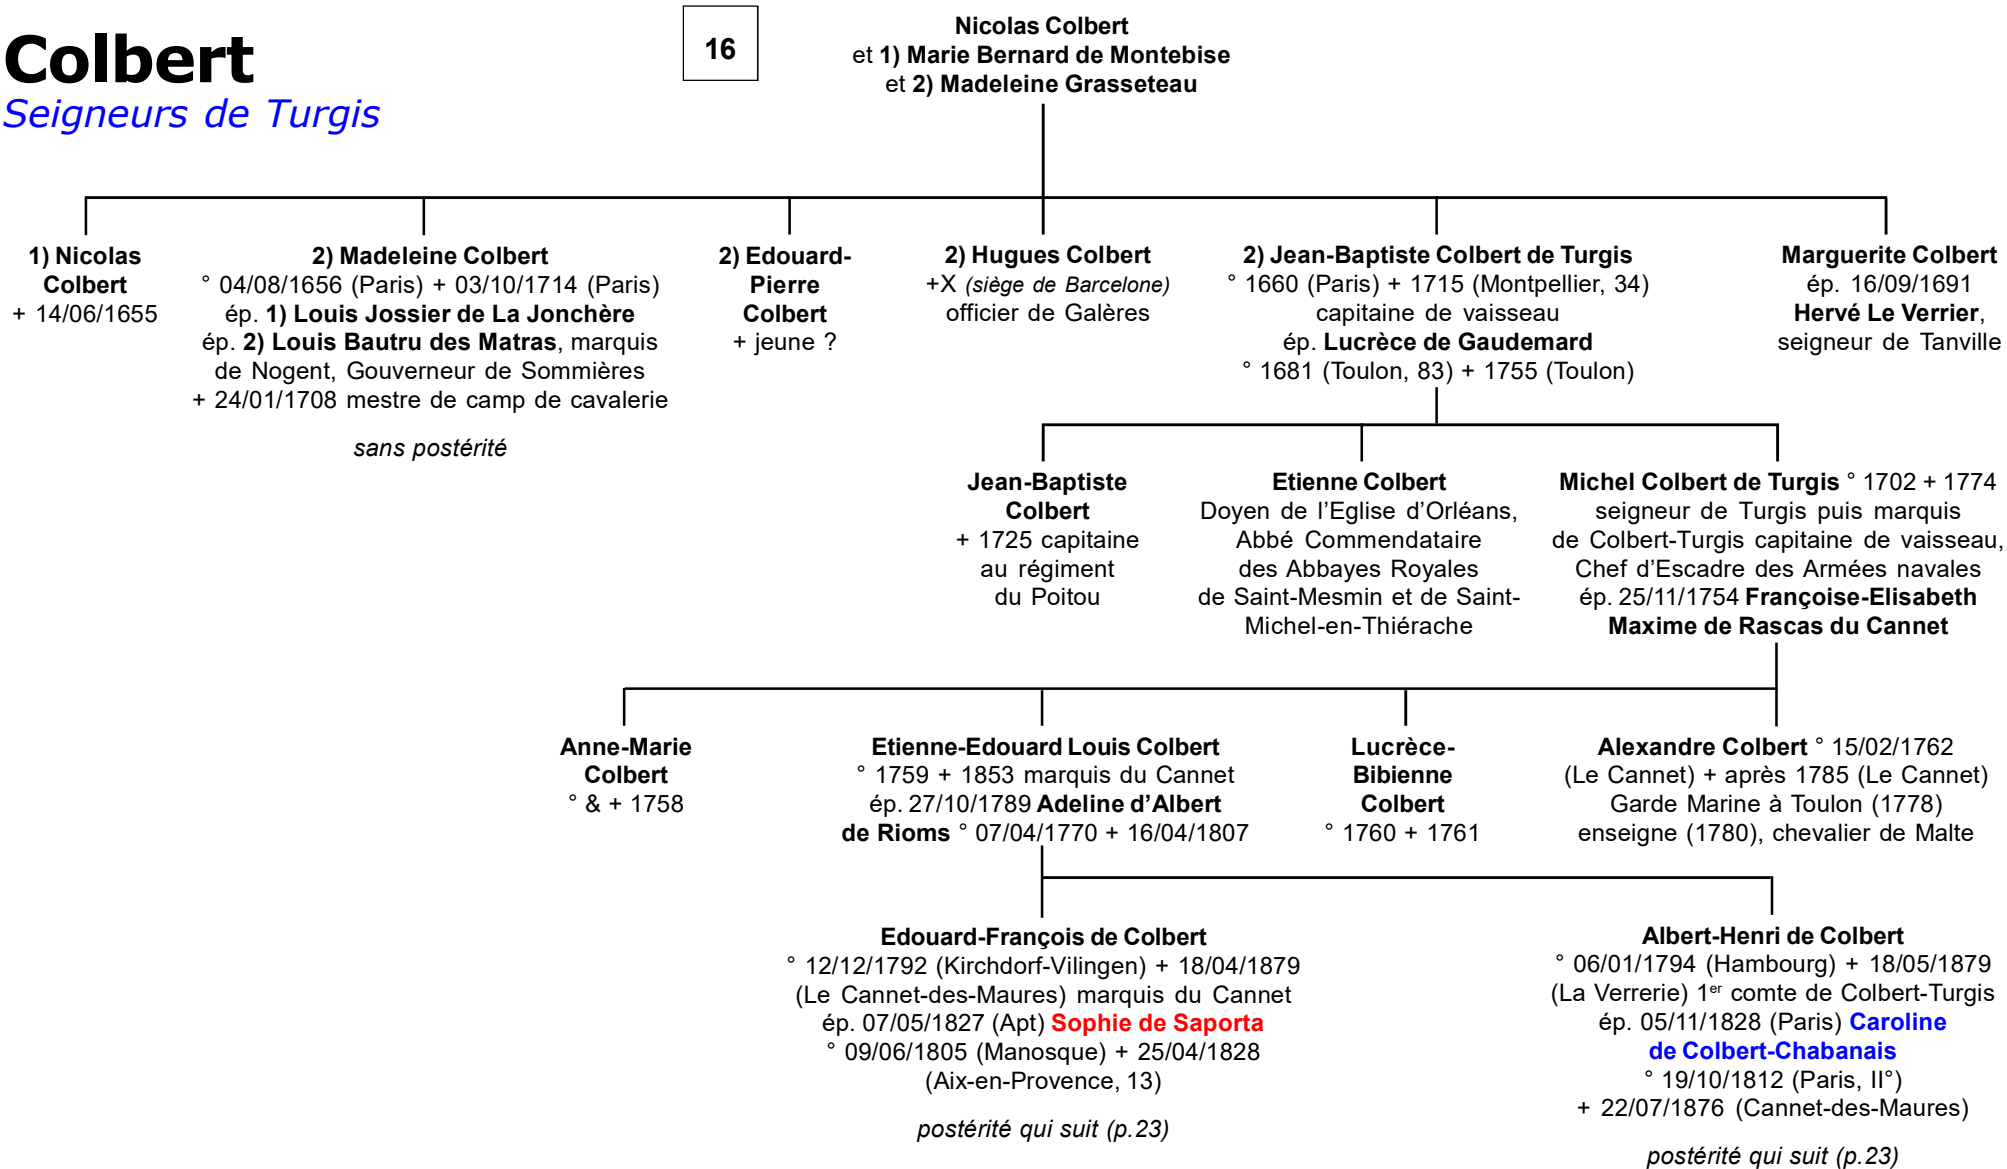 Colbert
Seigneurs de Turgis
16
Nicolas Colbert
et 1) Marie Bernard de Montebise
et 2) Madeleine Grasseteau
1) Nicolas
Colbert
+ 14/06/1655
2) Madeleine Colbert
° 04/08/1656 (Paris) + 03/10/1714 (Paris)
ép. 1) Louis Jossier de La Jonchère
ép. 2) Louis Bautru des Matras, marquis
de Nogent, Gouverneur de Sommières
+ 24/01/1708 mestre de camp de cavalerie
sans postérité
2) Edouard-
Pierre
Colbert
+ jeune ?
2) Hugues Colbert
+X (siège de Barcelone)
officier de Galères
2) Jean-Baptiste Colbert de Turgis
° 1660 (Paris) + 1715 (Montpellier, 34)
capitaine de vaisseau
ép. Lucrèce de Gaudemard
° 1681 (Toulon, 83) + 1755 (Toulon)
Marguerite Colbert
ép. 16/09/1691
Hervé Le Verrier,
seigneur de Tanville
Jean-Baptiste
Colbert
+ 1725 capitaine
au régiment
du Poitou
Etienne Colbert
Doyen de l'Eglise d'Orléans,
Abbé Commendataire
des Abbayes Royales
de Saint-Mesmin et de Saint-
Michel-en-Thiérache
Michel Colbert de Turgis ° 1702 + 1774
seigneur de Turgis puis marquis
de Colbert-Turgis capitaine de vaisseau,
Chef d'Escadre des Armées navales
ép. 25/11/1754 Françoise-Elisabeth
Maxime de Rascas du Cannet
Anne-Marie
Colbert
° & + 1758
Etienne-Edouard Louis Colbert
° 1759 + 1853 marquis du Cannet
ép. 27/10/1789 Adeline d'Albert
de Rioms ° 07/04/1770 + 16/04/1807
Lucrèce-
Bibienne
Colbert
° 1760 + 1761
Alexandre Colbert ° 15/02/1762
(Le Cannet) + après 1785 (Le Cannet)
Garde Marine à Toulon (1778)
enseigne (1780), chevalier de Malte
Edouard-François de Colbert
° 12/12/1792 (Kirchdorf-Vilingen) + 18/04/1879
(Le Cannet-des-Maures) marquis du Cannet
ép. 07/05/1827 (Apt) Sophie de Saporta
° 09/06/1805 (Manosque) + 25/04/1828
(Aix-en-Provence, 13)
postérité qui suit (p.23)
Albert-Henri de Colbert
° 06/01/1794 (Hambourg) + 18/05/1879
(La Verrerie) 1er comte de Colbert-Turgis
ép. 05/11/1828 (Paris) Caroline
de Colbert-Chabanais
° 19/10/1812 (Paris, II°)
+ 22/07/1876 (Cannet-des-Maures)
postérité qui suit (p.23)